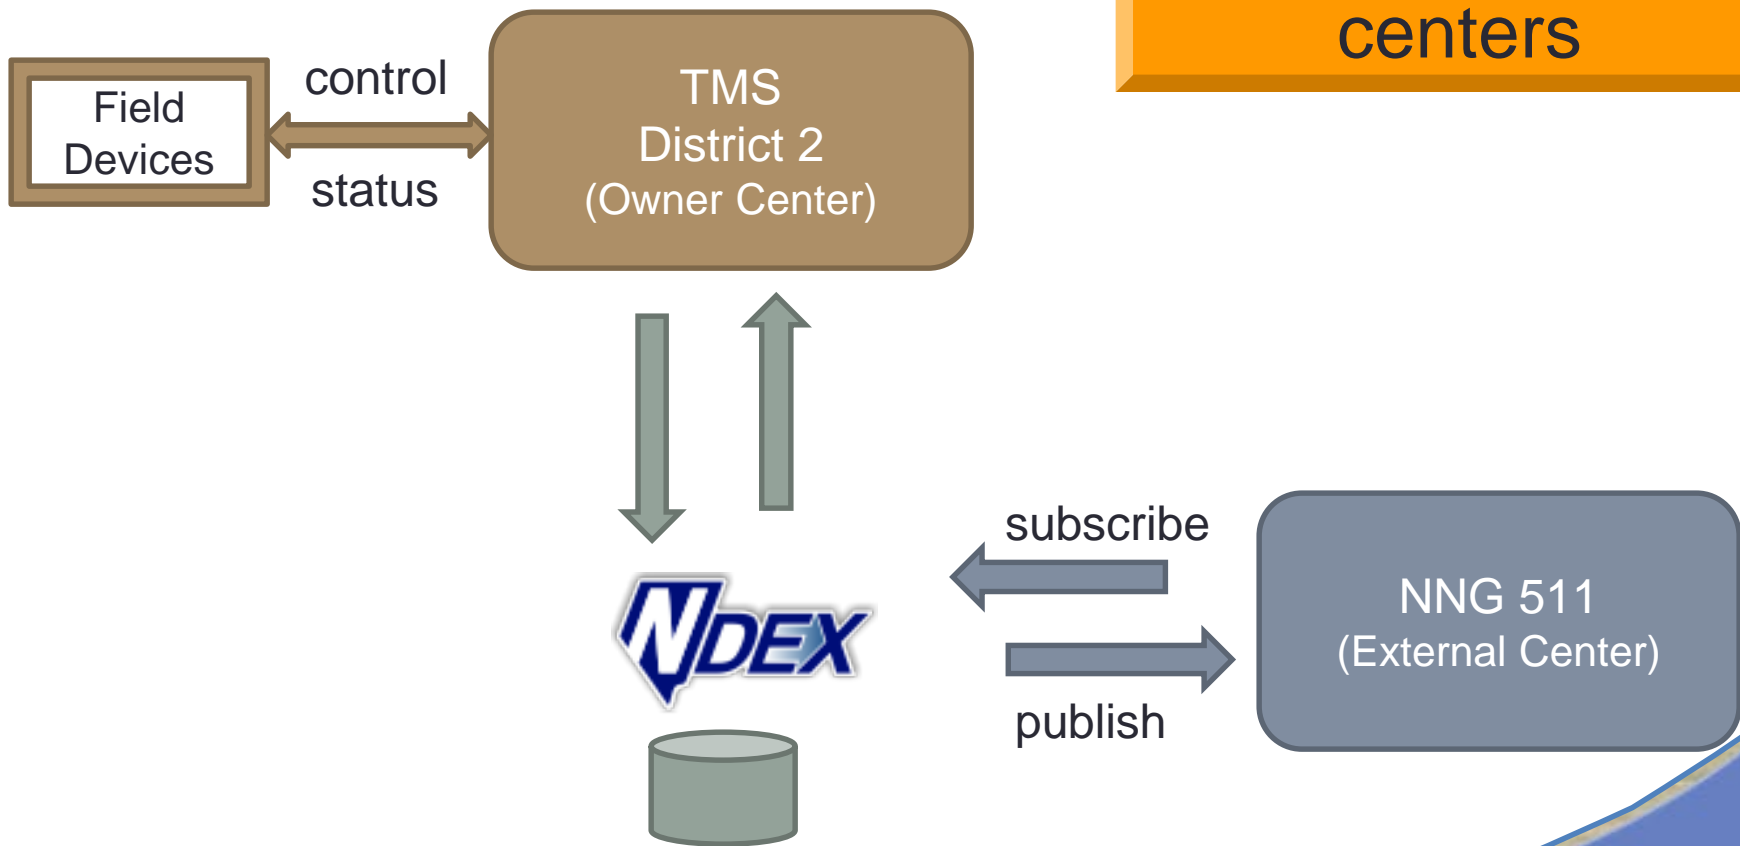 centers
Field
Devices
control
status
TMS
District 2
(Owner Center)
subscribe
NDEX
publish
NNG 511
(External Center)